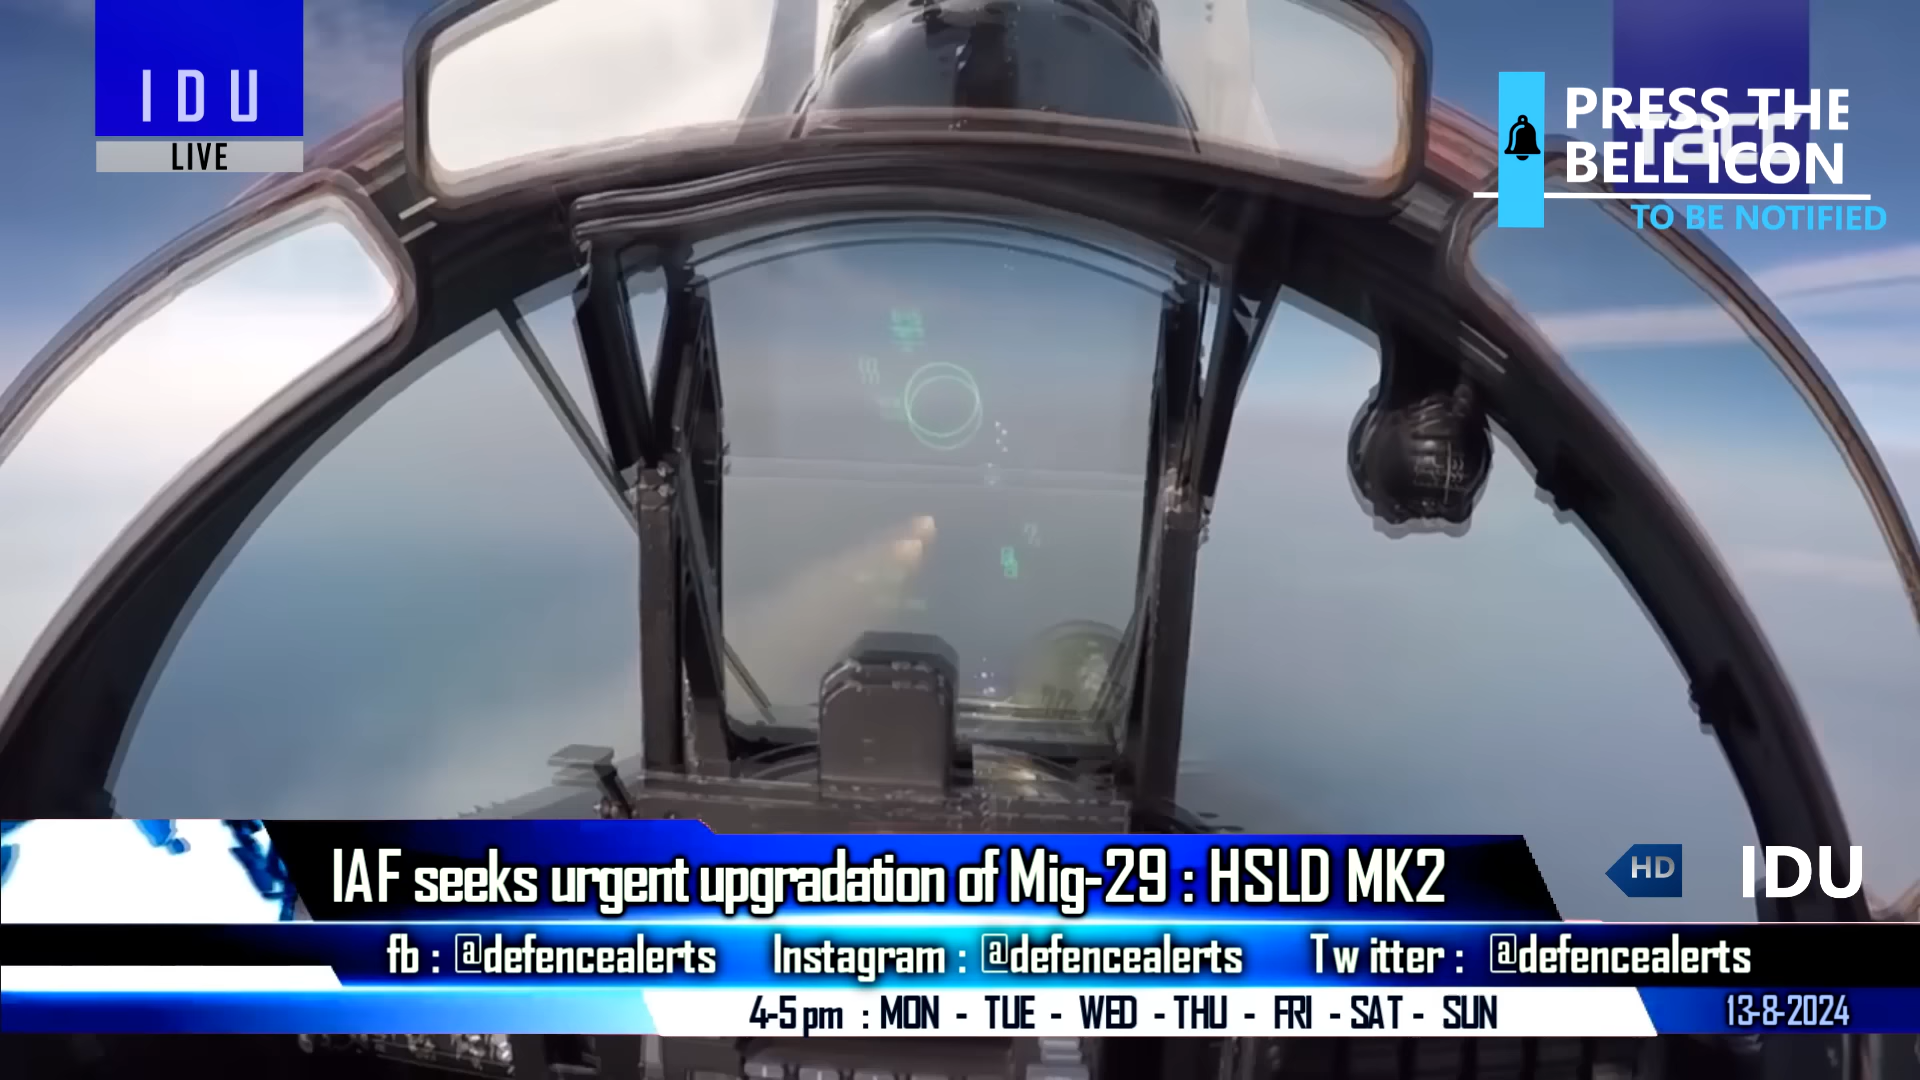 IDU
LIVE
PRESS THE
BELL ICON
TO BE NOTIFIED
тасс
IAF seeks urgent upgradation of Mig-29 : HSLD MK2
HD
IDU
fb : @defencealerts Instagram : @defencealerts Twitter : @defencealerts
4-5 pm : MON - TUE - WED - THU - FRI - SAT - SUN
13-8-2024